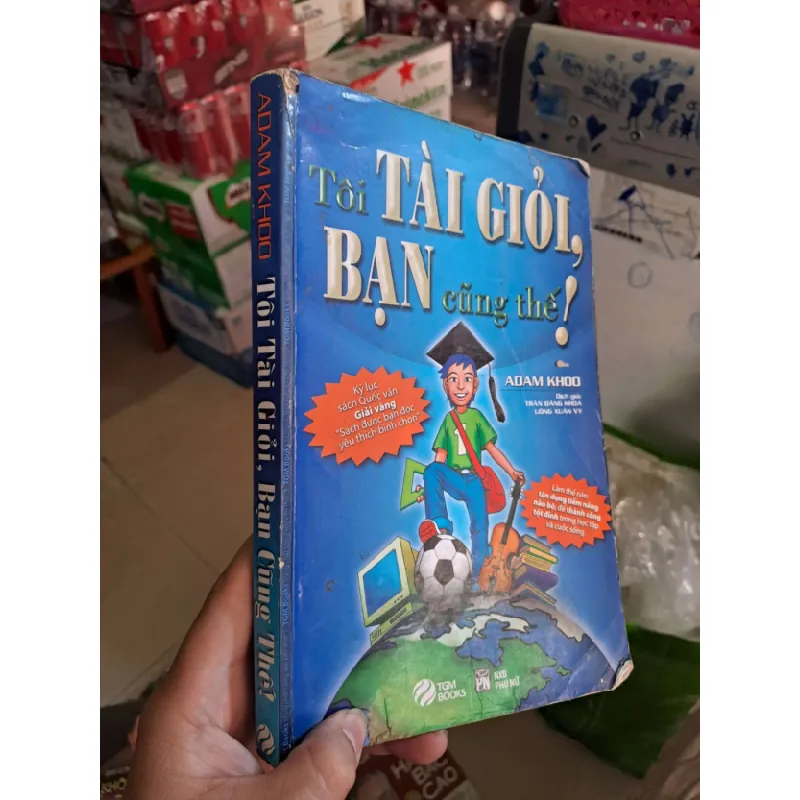 ADAM KHOO Tôi Tài Giỏi, Bạn Cũng Thế!
Tôi TÀI GIỎI,
BẠN cũng thế!
ADAM KHOO
Dịch giả:
TRẦN ĐĂNG KHOA
UÔNG XUÂN VY
Kỷ lục
sách Quốc văn
Giải vàng
"Sách được bạn đọc
yêu thích bình chọn"
Làm thế nào
tận dụng tiềm năng
não bộ, để thành công
tột đỉnh trong học tập
và cuộc sống
1
TGM
BOOKS
PN
NXB
PHỤ NỮ
MILO